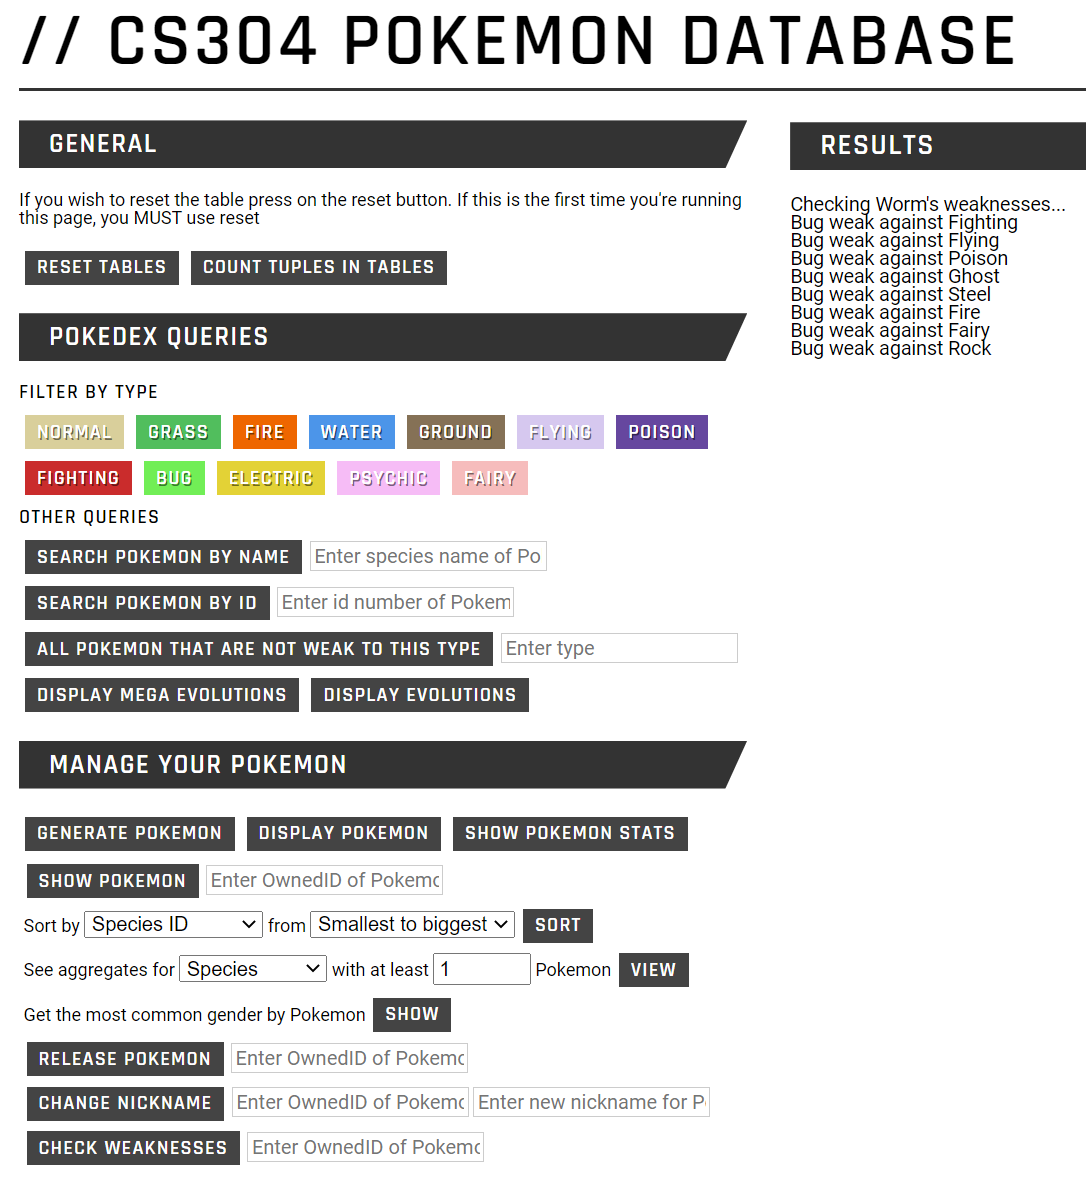 // CS304 POKEMON DATABASE
GENERAL
If you wish to reset the table press on the reset button. If this is the first time you're running
this page, you MUST use reset
RESET TABLES COUNT TUPLES IN TABLES
POKEDEX QUERIES
FILTER BY TYPE
NORMAL GRASS FIRE WATER GROUND FLYING POISON
FIGHTING BUG ELECTRIC PSYCHIC FAIRY
OTHER QUERIES
SEARCH POKEMON BY NAME Enter species name of Po
SEARCH POKEMON BY ID Enter id number of Pokem
ALL POKEMON THAT ARE NOT WEAK TO THIS TYPE Enter type
DISPLAY MEGA EVOLUTIONS DISPLAY EVOLUTIONS
MANAGE YOUR POKEMON
GENERATE POKEMON DISPLAY POKEMON SHOW POKEMON STATS
SHOW POKEMON Enter OwnedID of Pokemc
Sort by Species ID from Smallest to biggest SORT
See aggregates for Species with at least 1 Pokemon VIEW
Get the most common gender by Pokemon SHOW
RELEASE POKEMON Enter OwnedID of Pokemc
CHANGE NICKNAME Enter OwnedID of Pokemc Enter new nickname for P
CHECK WEAKNESSES Enter OwnedID of Pokemc
RESULTS
Checking Worm's weaknesses...
Bug weak against Fighting
Bug weak against Flying
Bug weak against Poison
Bug weak against Ghost
Bug weak against Steel
Bug weak against Fire
Bug weak against Fairy
Bug weak against Rock